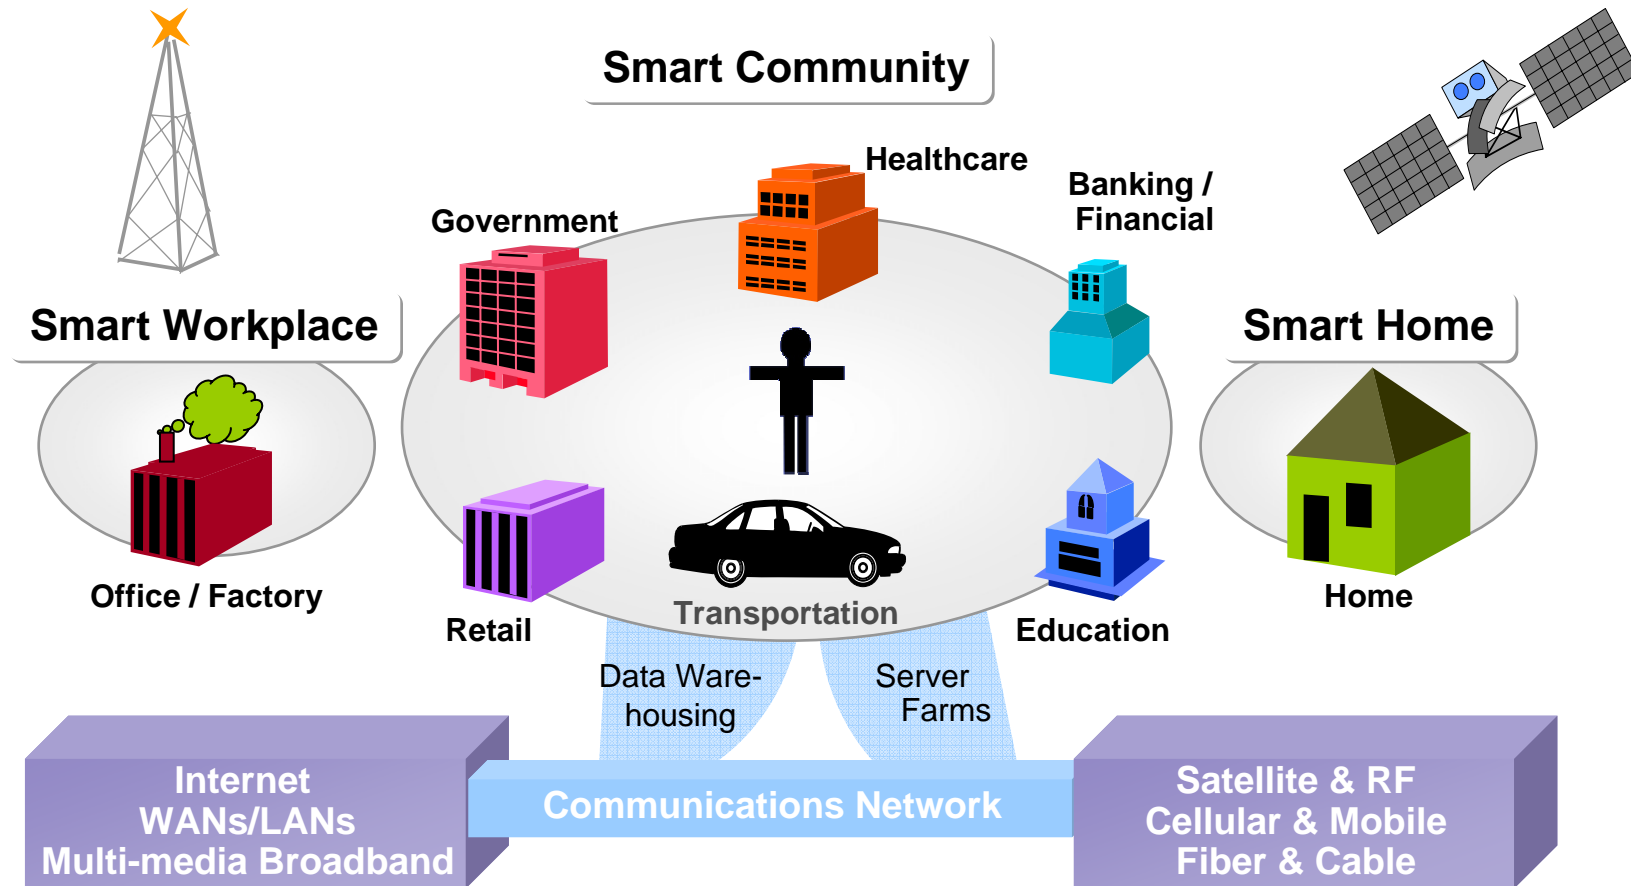 Smart Community
Healthcare
Banking /
Financial
Government
Smart Workplace
Smart Home
Office / Factory
Home
Transportation
Retail
Education
Data Ware-
housing
Server
Farms
Internet
WANs/LANs
Multi-media Broadband
Communications Network
Satellite & RF
Cellular & Mobile
Fiber & Cable